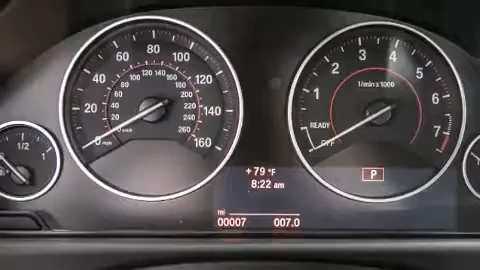 1/2 1
0 20 40 60 80 100 120 140 160
20 40 60 80 100 120 140 160 180 200 220 240 260
km/h
mph
1 2 3 4 5 6 7
1/min x1000
READY
OFF
P
+79 °F
8:22 am
mi
00007 007.0